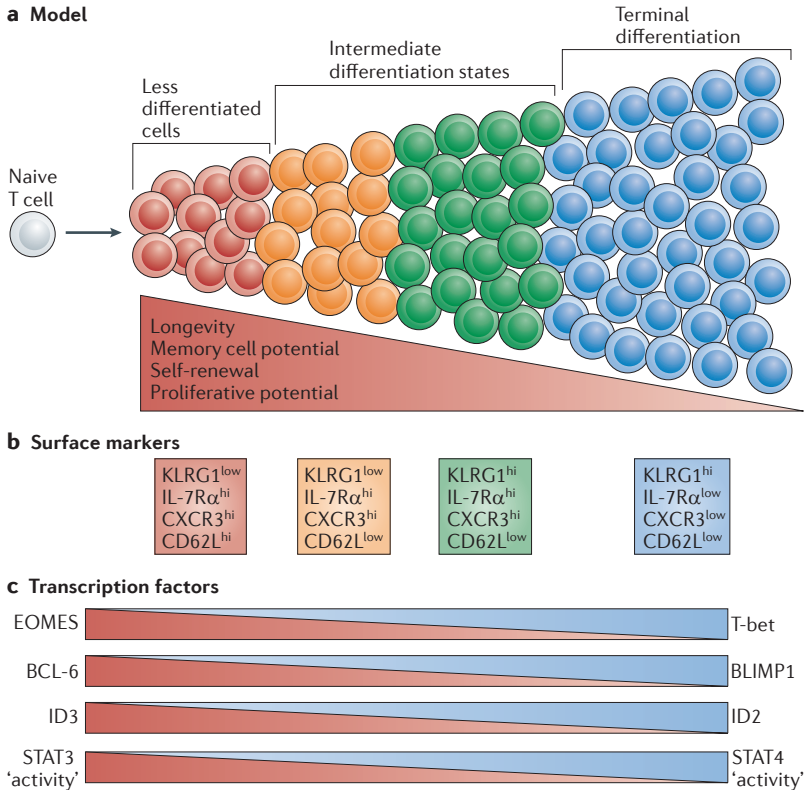 a Model
Terminal
differentiation
Intermediate
differentiation states
Less
differentiated
cells
Naive
T cell
Longevity
Memory cell potential
Self-renewal
Proliferative potential
b Surface markers
KLRG1low
IL-7Rαhi
CXCR3hi
CD62Lhi
KLRG1low
IL-7Rαhi
CXCR3hi
CD62Llow
KLRG1hi
IL-7Rαhi
CXCR3hi
CD62Llow
KLRG1hi
IL-7Rαlow
CXCR3low
CD62Llow
c Transcription factors
EOMES
T-bet
BCL-6
BLIMP1
ID3
ID2
STAT3
'activity'
STAT4
'activity'